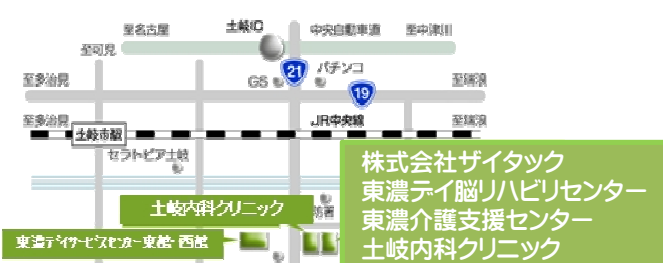 至名古屋
土岐IC
中央自動車道
至中津川
至可児
21
パチンコ
至多治見
GS
19
至瑞浪
至多治見
JR中央線
至瑞浪
土岐市駅
セラトピア土岐
株式会社ザイタック
東濃デイ脳リハビリセンター
東濃介護支援センター
土岐内科クリニック
土岐内科クリニック
防署
東濃デイサービスセンター東館・西館